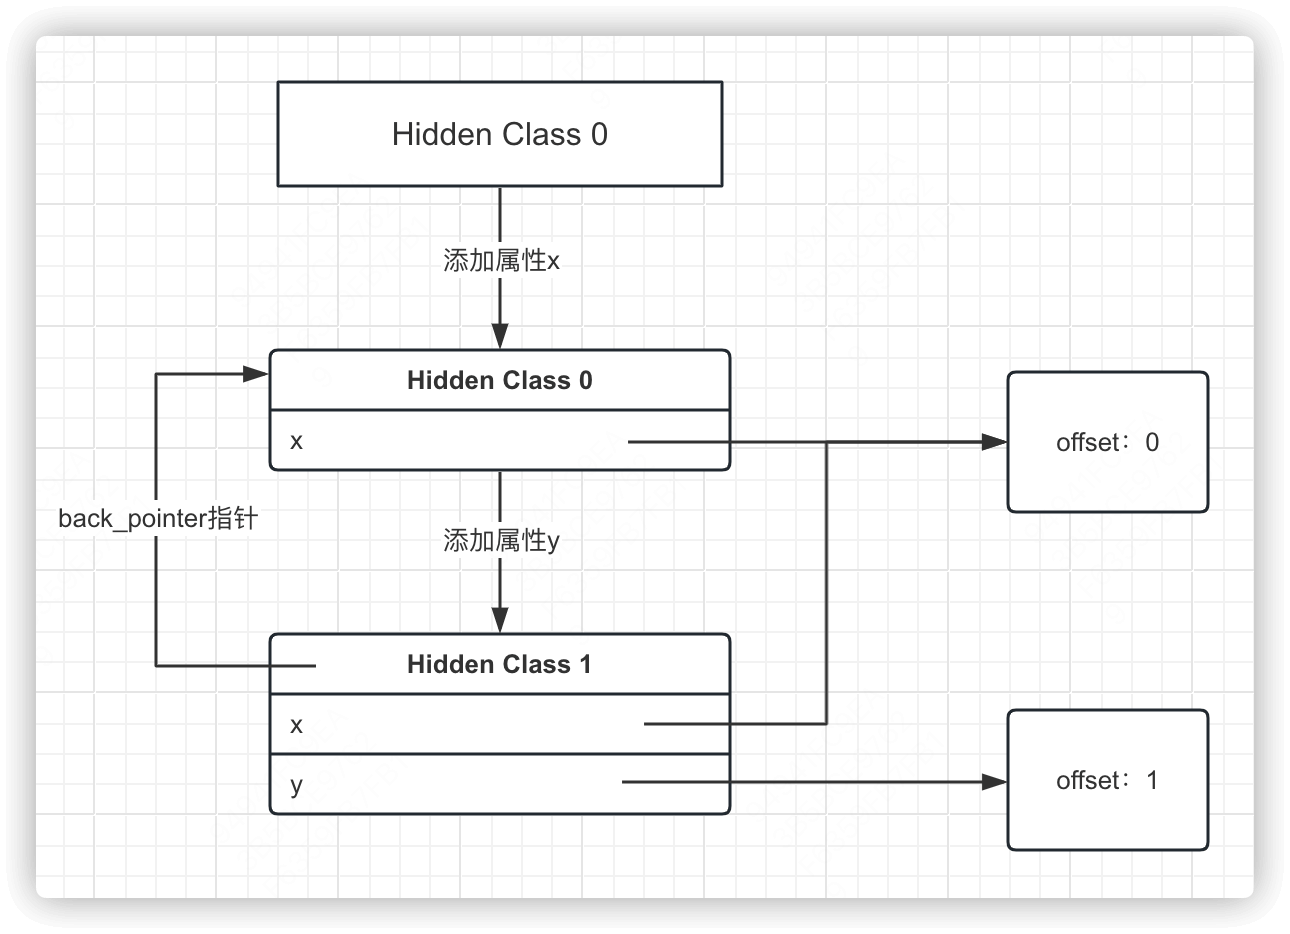 Hidden Class 0
添加属性x
Hidden Class 0
x
offset：0
back_pointer指针
添加属性y
Hidden Class 1
x
y
offset：1